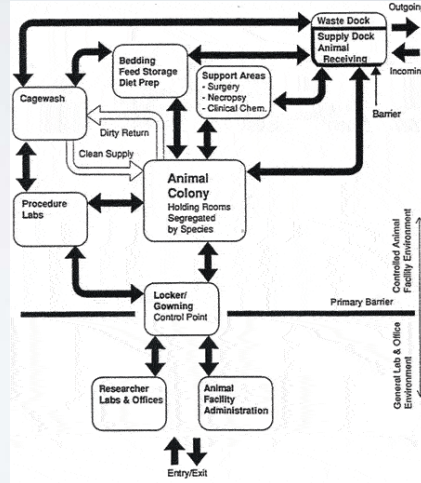 Waste Dock
Outgoing
Supply Dock
Animal
Receiving
Incomin
Barrier
Bedding
Feed Storage
Diet Prep
Support Areas
- Surgery
- Necropsy
- Clinical Chem.
Cagewash
Dirty Return
Clean Supply
Animal
Colony
Holding Rooms
Segregated
by Species
Procedure
Labs
Controlled Animal
Facility Environment
Locker/
Gowning
Control Point
Primary Barrier
General Lab & Office
Environment
Researcher
Labs & Offices
Animal
Facility
Administration
Entry/Exit